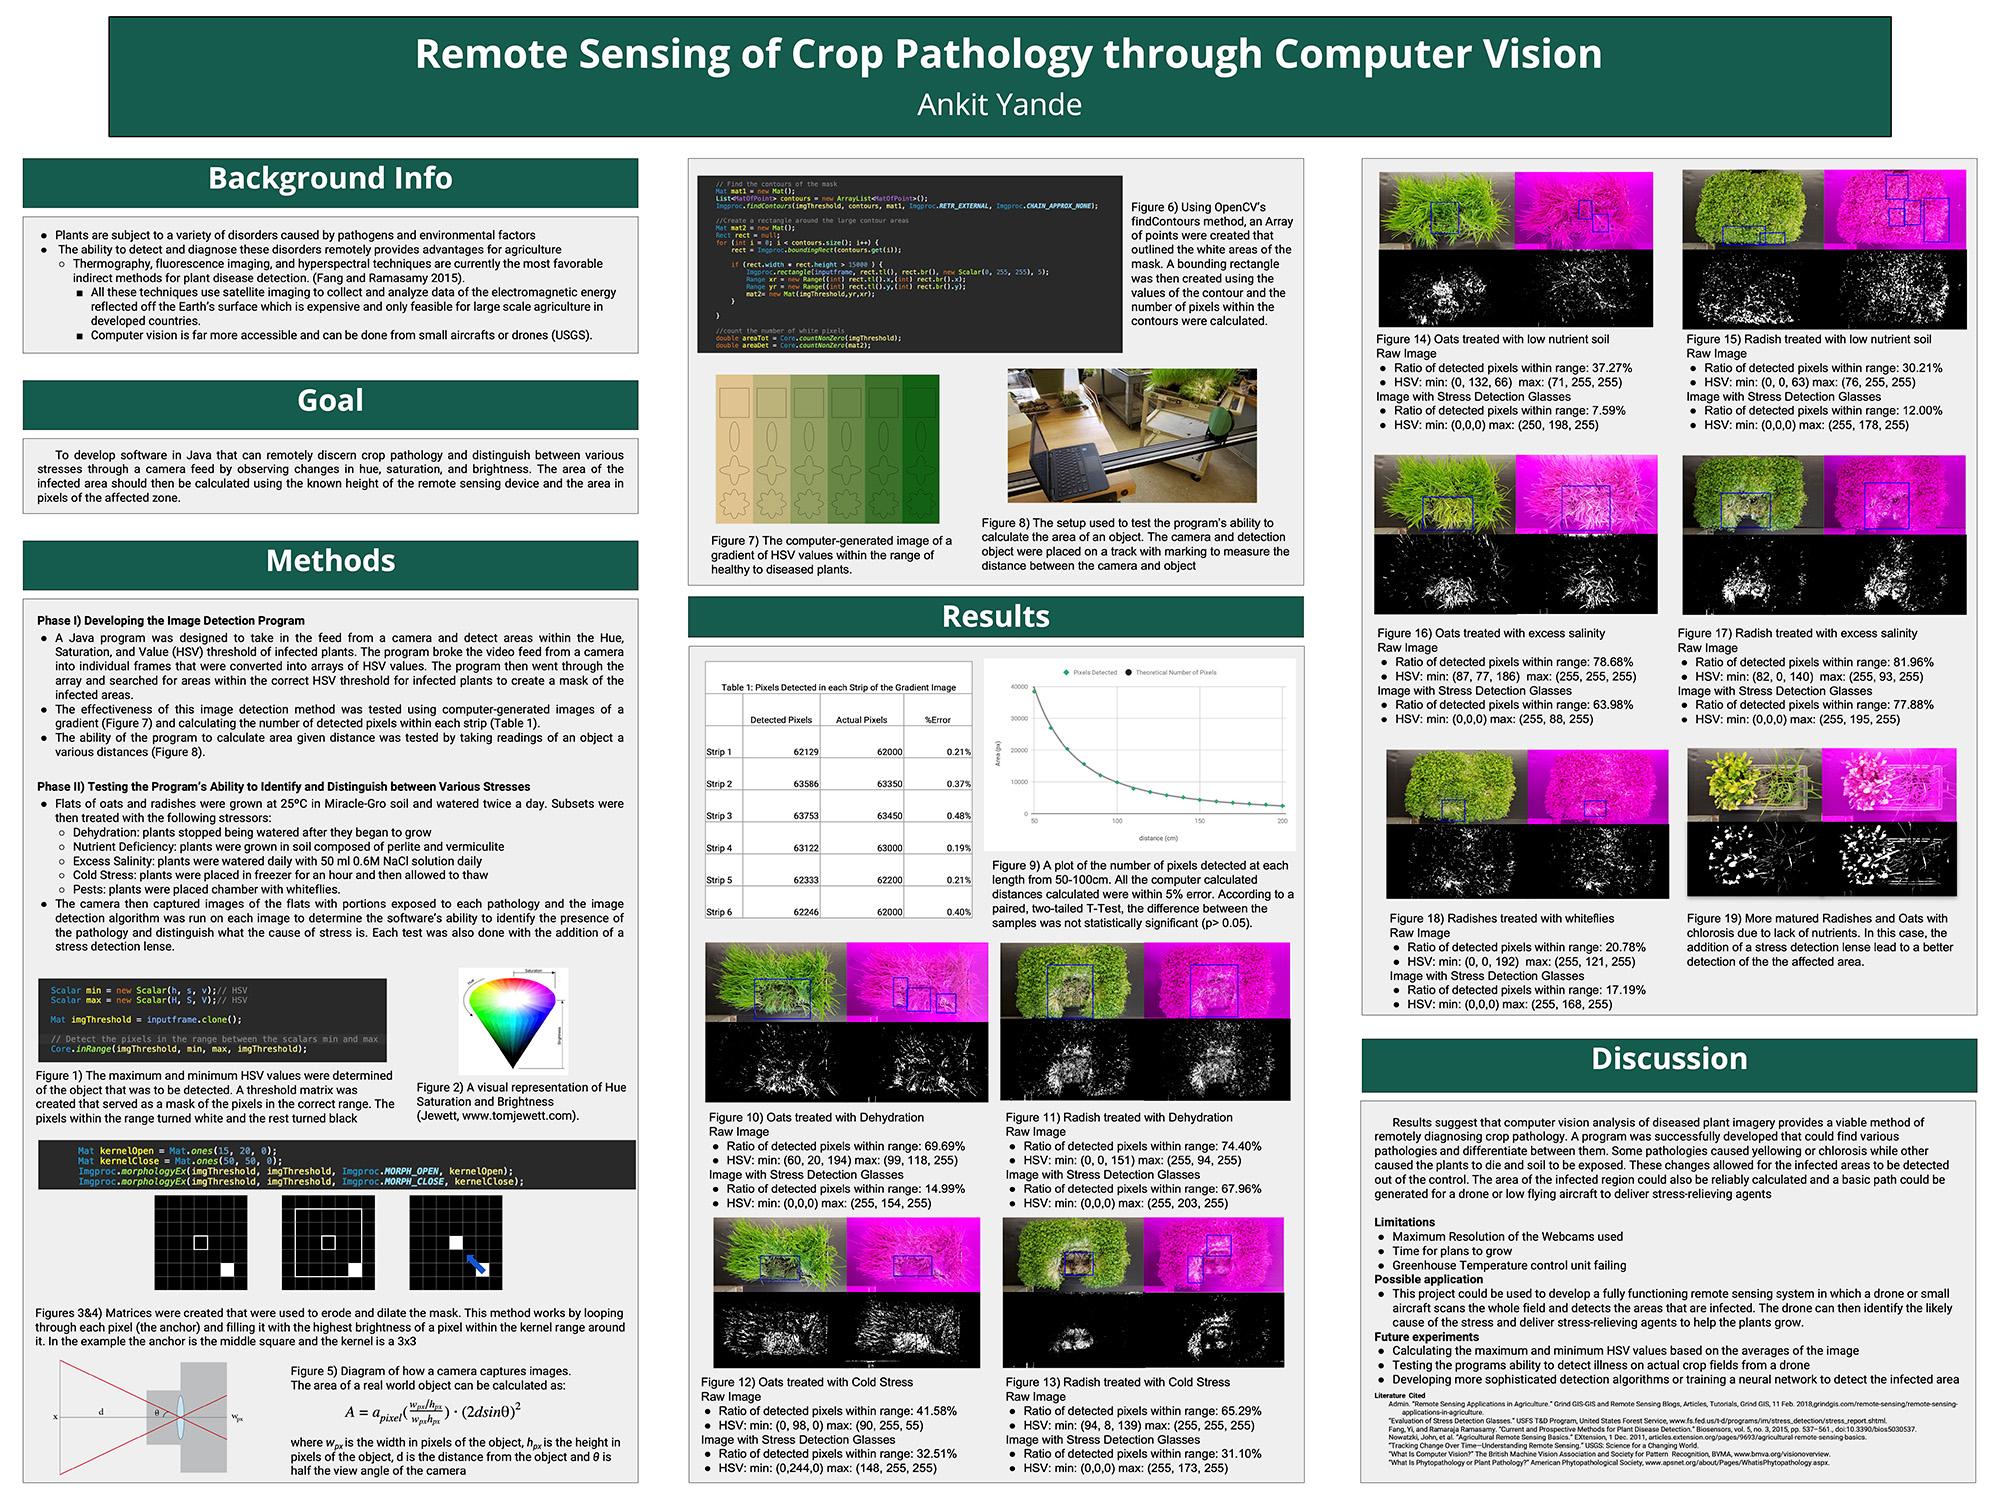 Remote Sensing of Crop Pathology through Computer Vision
Ankit Yande
Background Info
● Plants are subject to a variety of disorders caused by pathogens and environmental factors
● The ability to detect and diagnose these disorders remotely provides advantages for agriculture
○ Thermography, fluorescence imaging, and hyperspectral techniques are currently the most favorable
indirect methods for plant disease detection. (Fang and Ramasamy 2015).
■ All these techniques use satellite imaging to collect and analyze data of the electromagnetic energy
reflected off the Earth's surface which is expensive and only feasible for large scale agriculture in
developed countries.
■ Computer vision is far more accessible and can be done from small aircrafts or drones (USGS).
Goal
To develop software in Java that can remotely discern crop pathology and distinguish between various
stresses through a camera feed by observing changes in hue, saturation, and brightness. The area of the
infected area should then be calculated using the known height of the remote sensing device and the area in
pixels of the affected zone.
Methods
Phase I) Developing the Image Detection Program
● A Java program was designed to take in the feed from a camera and detect areas within the Hue,
Saturation, and Value (HSV) threshold of infected plants. The program broke the video feed from a camera
into individual frames that were converted into arrays of HSV values. The program then went through the
array and searched for areas within the correct HSV threshold for infected plants to create a mask of the
infected areas.
● The effectiveness of this image detection method was tested using computer-generated images of a
gradient (Figure 7) and calculating the number of detected pixels within each strip (Table 1).
● The ability of the program to calculate area given distance was tested by taking readings of an object a
various distances (Figure 8).
Phase II) Testing the Program's Ability to Identify and Distinguish between Various Stresses
● Flats of oats and radishes were grown at 25ºC in Miracle-Gro soil and watered twice a day. Subsets were
then treated with the following stressors:
○ Dehydration: plants stopped being watered after they began to grow
○ Nutrient Deficiency: plants were grown in soil composed of perlite and vermiculite
○ Excess Salinity: plants were watered daily with 50 ml 0.6M NaCl solution daily
○ Cold Stress: plants were placed in freezer for an hour and then allowed to thaw
○ Pests: plants were placed chamber with whiteflies.
● The camera then captured images of the flats with portions exposed to each pathology and the image
detection algorithm was run on each image to determine the software's ability to identify the presence of
the pathology and distinguish what the cause of stress is. Each test was also done with the addition of a
stress detection lense.
Scalar min = new Scalar(h, s, v);// HSV
Scalar max = new Scalar(H, S, V);// HSV
Mat imgThreshold = inputframe.clone();
// Detect the pixels in the range between the scalars min and max
Core.inRange(imgThreshold, min, max, imgThreshold);
Saturation
Hue
Brightness
Figure 1) The maximum and minimum HSV values were determined
of the object that was to be detected. A threshold matrix was
created that served as a mask of the pixels in the correct range. The
pixels within the range turned white and the rest turned black
Figure 2) A visual representation of Hue
Saturation and Brightness
(Jewett, www.tomjewett.com).
Mat kernelOpen = Mat.ones(15, 20, 0);
Mat kernelClose = Mat.ones(50, 50, 0);
Imgproc.morphologyEx(imgThreshold, imgThreshold, Imgproc.MORPH_OPEN, kernelOpen);
Imgproc.morphologyEx(imgThreshold, imgThreshold, Imgproc.MORPH_CLOSE, kernelClose);
Figures 3&4) Matrices were created that were used to erode and dilate the mask. This method works by looping
through each pixel (the anchor) and filling it with the highest brightness of a pixel within the kernel range around
it. In the example the anchor is the middle square and the kernel is a 3x3
x d θ wpx
Figure 5) Diagram of how a camera captures images.
The area of a real world object can be calculated as:
A = apixel(wpx/hpx / wpxhpx) · (2dsinθ)²
where wpx is the width in pixels of the object, hpx is the height in
pixels of the object, d is the distance from the object and θ is
half the view angle of the camera
// Find the contours of the mask
Mat mat1 = new Mat();
List<MatOfPoint> contours = new ArrayList<MatOfPoint>();
Imgproc.findContours(imgThreshold, contours, mat1, Imgproc.RETR_EXTERNAL, Imgproc.CHAIN_APPROX_NONE);
//Create a rectangle around the large contour areas
Mat mat2 = new Mat();
Rect rect = null;
for (int i = 0; i < contours.size(); i++) {
rect = Imgproc.boundingRect(contours.get(i));
if (rect.width * rect.height > 15000 ) {
Imgproc.rectangle(inputframe, rect.tl(), rect.br(), new Scalar(0, 255, 255), 5);
Range xr = new Range((int) rect.tl().x,(int) rect.br().x);
Range yr = new Range((int) rect.tl().y,(int) rect.br().y);
mat2= new Mat(imgThreshold,yr,xr);
}
}
//count the number of white pixels
double areaTot = Core.countNonZero(imgThreshold);
double areaDet = Core.countNonZero(mat2);
Figure 6) Using OpenCV's
findContours method, an Array
of points were created that
outlined the white areas of the
mask. A bounding rectangle
was then created using the
values of the contour and the
number of pixels within the
contours were calculated.
Figure 7) The computer-generated image of a
gradient of HSV values within the range of
healthy to diseased plants.
Figure 8) The setup used to test the program's ability to
calculate the area of an object. The camera and detection
object were placed on a track with marking to measure the
distance between the camera and object
Results
Table 1: Pixels Detected in each Strip of the Gradient Image
Detected Pixels Actual Pixels %Error
Strip 1 62129 62000 0.21%
Strip 2 63586 63350 0.37%
Strip 3 63753 63450 0.48%
Strip 4 63122 63000 0.19%
Strip 5 62333 62200 0.21%
Strip 6 62246 62000 0.40%
Pixels Detected Theoretical Number of Pixels
Area (px)
40000
30000
20000
10000
0
50 100 150 200
distance (cm)
Figure 9) A plot of the number of pixels detected at each
length from 50-100cm. All the computer calculated
distances calculated were within 5% error. According to a
paired, two-tailed T-Test, the difference between the
samples was not statistically significant (p> 0.05).
Figure 10) Oats treated with Dehydration
Raw Image
● Ratio of detected pixels within range: 69.69%
● HSV: min: (60, 20, 194) max: (99, 118, 255)
Image with Stress Detection Glasses
● Ratio of detected pixels within range: 14.99%
● HSV: min: (0,0,0) max: (255, 154, 255)
Figure 11) Radish treated with Dehydration
Raw Image
● Ratio of detected pixels within range: 74.40%
● HSV: min: (0, 0, 151) max: (255, 94, 255)
Image with Stress Detection Glasses
● Ratio of detected pixels within range: 67.96%
● HSV: min: (0,0,0) max: (255, 203, 255)
Figure 12) Oats treated with Cold Stress
Raw Image
● Ratio of detected pixels within range: 41.58%
● HSV: min: (0, 98, 0) max: (90, 255, 55)
Image with Stress Detection Glasses
● Ratio of detected pixels within range: 32.51%
● HSV: min: (0,244,0) max: (148, 255, 255)
Figure 13) Radish treated with Cold Stress
Raw Image
● Ratio of detected pixels within range: 65.29%
● HSV: min: (94, 8, 139) max: (255, 255, 255)
Image with Stress Detection Glasses
● Ratio of detected pixels within range: 31.10%
● HSV: min: (0,0,0) max: (255, 173, 255)
Figure 14) Oats treated with low nutrient soil
Raw Image
● Ratio of detected pixels within range: 37.27%
● HSV: min: (0, 132, 66) max: (71, 255, 255)
Image with Stress Detection Glasses
● Ratio of detected pixels within range: 7.59%
● HSV: min: (0,0,0) max: (250, 198, 255)
Figure 15) Radish treated with low nutrient soil
Raw Image
● Ratio of detected pixels within range: 30.21%
● HSV: min: (0, 0, 63) max: (76, 255, 255)
Image with Stress Detection Glasses
● Ratio of detected pixels within range: 12.00%
● HSV: min: (0,0,0) max: (255, 178, 255)
Figure 16) Oats treated with excess salinity
Raw Image
● Ratio of detected pixels within range: 78.68%
● HSV: min: (87, 77, 186) max: (255, 255, 255)
Image with Stress Detection Glasses
● Ratio of detected pixels within range: 63.98%
● HSV: min: (0,0,0) max: (255, 88, 255)
Figure 17) Radish treated with excess salinity
Raw Image
● Ratio of detected pixels within range: 81.96%
● HSV: min: (82, 0, 140) max: (255, 93, 255)
Image with Stress Detection Glasses
● Ratio of detected pixels within range: 77.88%
● HSV: min: (0,0,0) max: (255, 195, 255)
Figure 18) Radishes treated with whiteflies
Raw Image
● Ratio of detected pixels within range: 20.78%
● HSV: min: (0, 0, 192) max: (255, 121, 255)
Image with Stress Detection Glasses
● Ratio of detected pixels within range: 17.19%
● HSV: min: (0,0,0) max: (255, 168, 255)
Figure 19) More matured Radishes and Oats with
chlorosis due to lack of nutrients. In this case, the
addition of a stress detection lense lead to a better
detection of the the affected area.
Discussion
Results suggest that computer vision analysis of diseased plant imagery provides a viable method of
remotely diagnosing crop pathology. A program was successfully developed that could find various
pathologies and differentiate between them. Some pathologies caused yellowing or chlorosis while other
caused the plants to die and soil to be exposed. These changes allowed for the infected areas to be detected
out of the control. The area of the infected region could also be reliably calculated and a basic path could be
generated for a drone or low flying aircraft to deliver stress-relieving agents
Limitations
● Maximum Resolution of the Webcams used
● Time for plans to grow
● Greenhouse Temperature control unit failing
Possible application
● This project could be used to develop a fully functioning remote sensing system in which a drone or small
aircraft scans the whole field and detects the areas that are infected. The drone can then identify the likely
cause of the stress and deliver stress-relieving agents to help the plants grow.
Future experiments
● Calculating the maximum and minimum HSV values based on the averages of the image
● Testing the programs ability to detect illness on actual crop fields from a drone
● Developing more sophisticated detection algorithms or training a neural network to detect the infected area
Literature Cited
Admin. "Remote Sensing Applications in Agriculture." Grind GIS-GIS and Remote Sensing Blogs, Articles, Tutorials, Grind GIS, 11 Feb. 2018,grindgis.com/remote-sensing/remote-sensing-
applications-in-agriculture.
"Evaluation of Stress Detection Glasses." USFS T&D Program, United States Forest Service, www.fs.fed.us/t-d/programs/im/stress_detection/stress_report.shtml.
Fang, Yi, and Ramaraja Ramasamy. "Current and Prospective Methods for Plant Disease Detection." Biosensors, vol. 5, no. 3, 2015, pp. 537–561., doi:10.3390/bios5030537.
Nowatzki, John, et al. "Agricultural Remote Sensing Basics." EXtension, 1 Dec. 2011, articles.extension.org/pages/9693/agricultural-remote-sensing-basics.
"Tracking Change Over Time—Understanding Remote Sensing." USGS: Science for a Changing World.
"What Is Computer Vision?" The British Machine Vision Association and Society for Pattern Recognition, BVMA, www.bmva.org/visionoverview.
"What Is Phytopathology or Plant Pathology?" American Phytopathological Society, www.apsnet.org/about/Pages/WhatisPhytopathology.aspx.